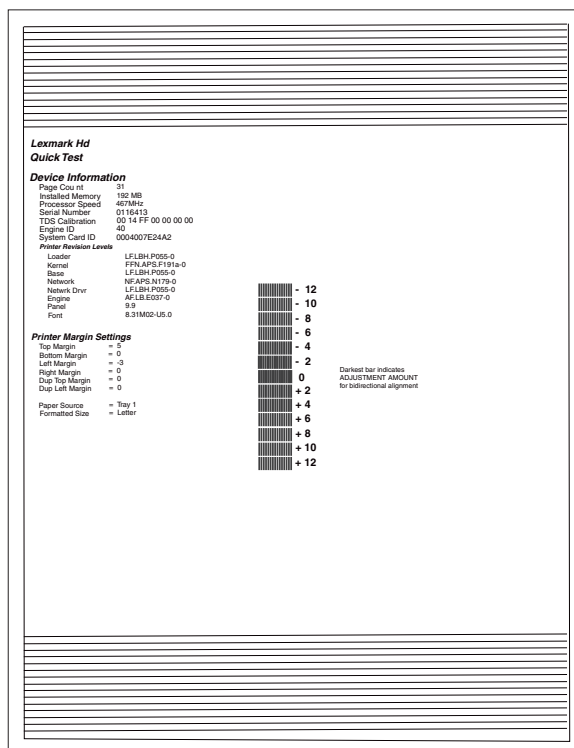 Lexmark Hd
Quick Test
Device Information
Page Cou nt 31
Installed Memory 192 MB
Processor Speed 467MHz
Serial Number 0116413
TDS Calibration 00 14 FF 00 00 00 00
Engine ID 40
System Card ID 0004007E24A2
Printer Revision Levels
Loader LF.LBH.P055-0
Kernel FFN.APS.F191a-0
Base LF.LBH.P055-0
Network NF.APS.N179-0
Netwrk Drvr LF.LBH.P055-0
Engine AF.LB.E037-0
Panel 9.9
Font 8.31M02-U5.0
Printer Margin Settings
Top Margin = 5
Bottom Margin = 0
Left Margin = -3
Right Margin = 0
Dup Top Margin = 0
Dup Left Margin = 0
Paper Source = Tray 1
Formatted Size = Letter
- 12
- 10
- 8
- 6
- 4
- 2
0
+ 2
+ 4
+ 6
+ 8
+ 10
+ 12
Darkest bar indicates
ADJUSTMENT AMOUNT
for bidirectional alignment